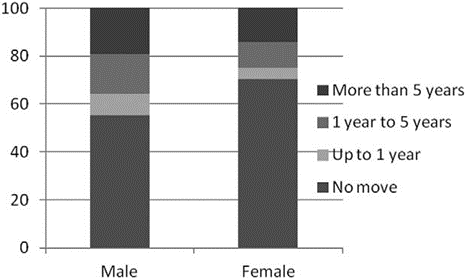 100
80
60
40
20
0
Male
Female
More than 5 years
1 year to 5 years
Up to 1 year
No move